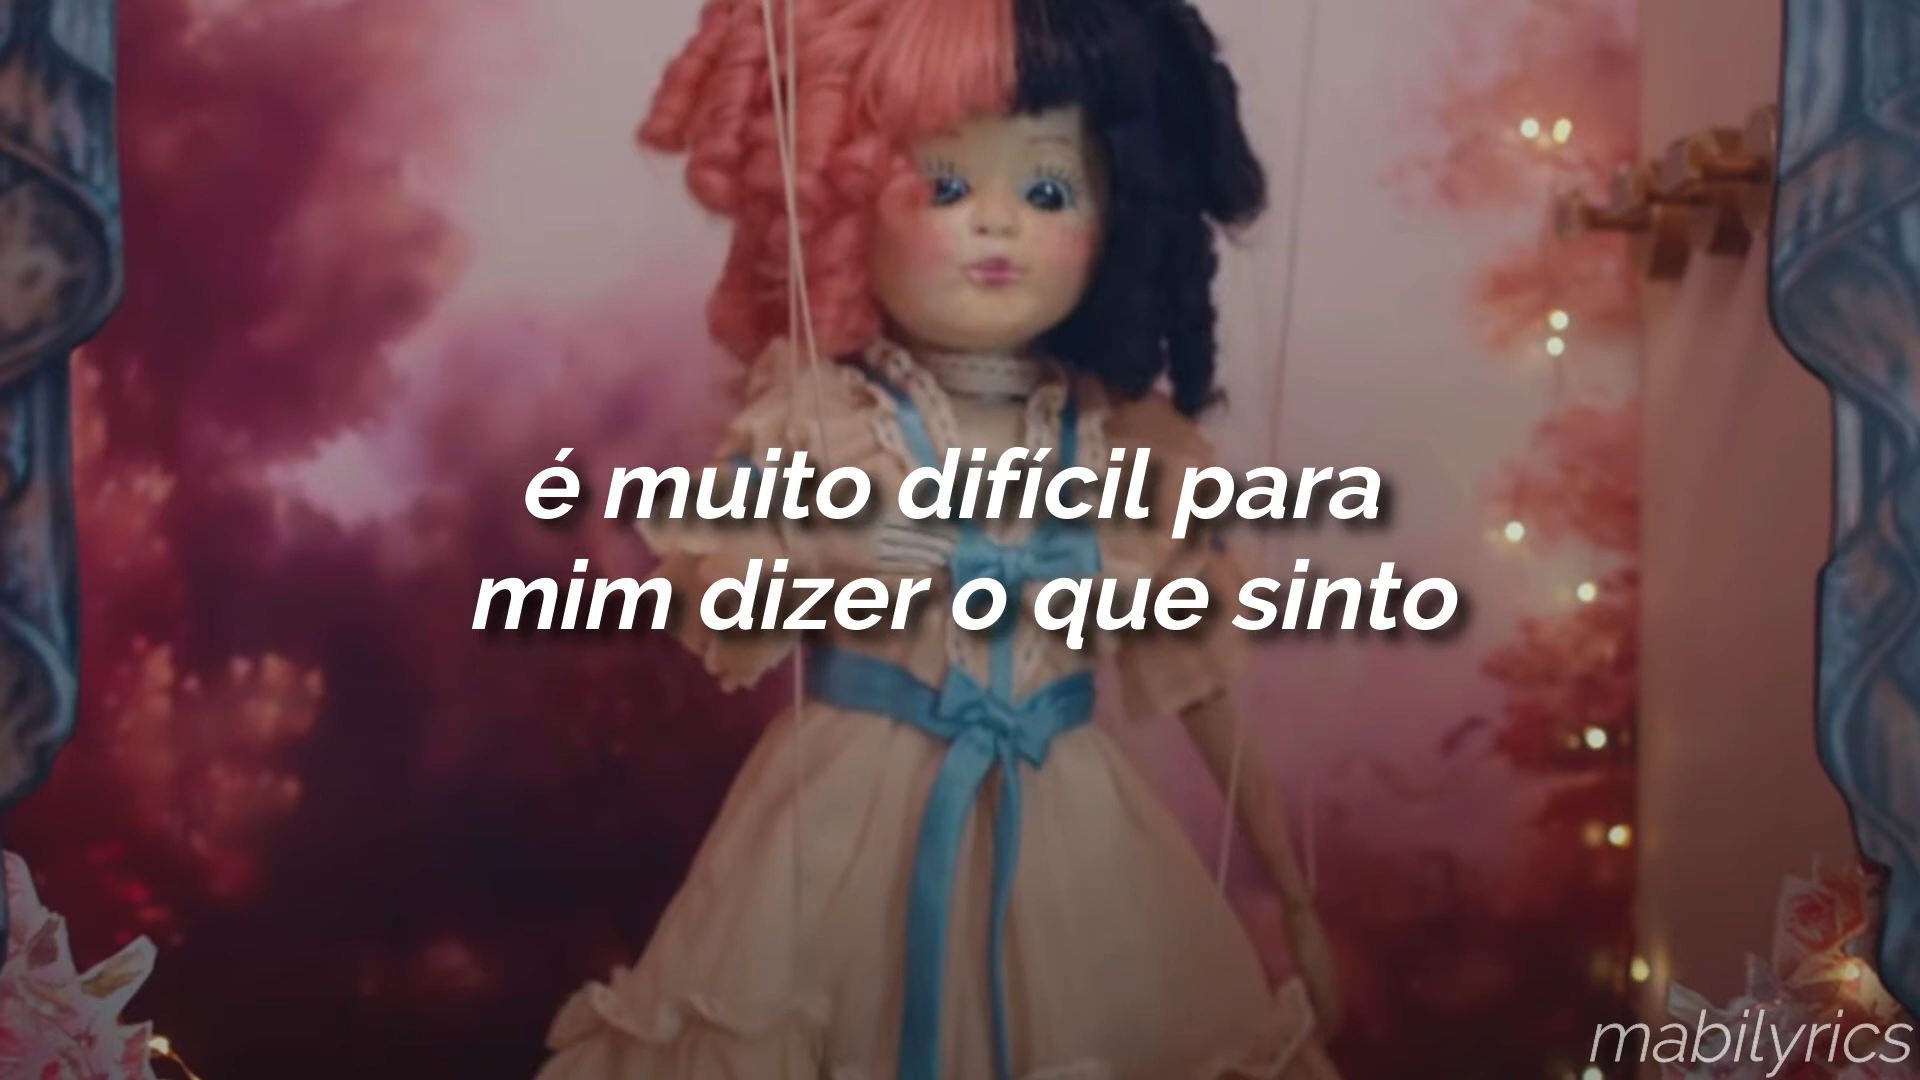 é muito difícil para
mim dizer o que sinto
mabilyrics